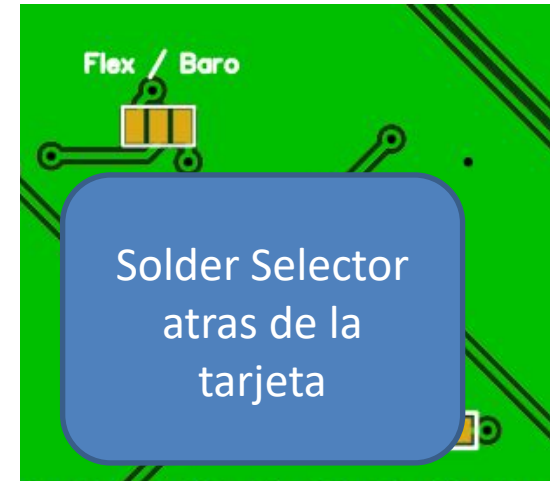 Flex / Baro
Solder Selector
atras de la
tarjeta